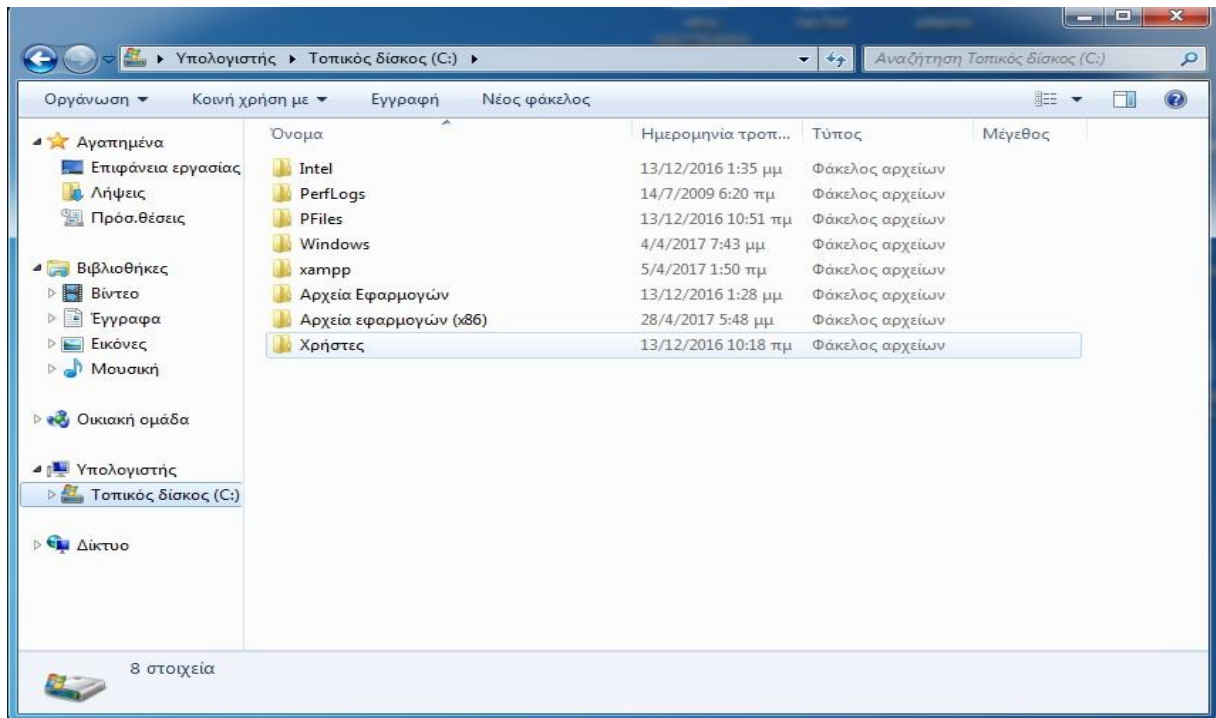 Υπολογιστής Τοπικός δίσκος (C:)
Αναζήτηση Τοπικός δίσκος (C:)
Οργάνωση Κοινή χρήση με Εγγραφή Νέος φάκελος
Αγαπημένα
Επιφάνεια εργασίας
Λήψεις
Πρόσ.θέσεις
Βιβλιοθήκες
Βίντεο
Έγγραφα
Εικόνες
Μουσική
Οικιακή ομάδα
Υπολογιστής
Τοπικός δίσκος (C:)
Δίκτυο
Όνομα Ημερομηνία τροπ... Τύπος Μέγεθος
Intel 13/12/2016 1:35 μμ Φάκελος αρχείων
PerfLogs 14/7/2009 6:20 πμ Φάκελος αρχείων
PFiles 13/12/2016 10:51 πμ Φάκελος αρχείων
Windows 4/4/2017 7:43 μμ Φάκελος αρχείων
xampp 5/4/2017 1:50 πμ Φάκελος αρχείων
Αρχεία Εφαρμογών 13/12/2016 1:28 μμ Φάκελος αρχείων
Αρχεία εφαρμογών (x86) 28/4/2017 5:48 μμ Φάκελος αρχείων
Χρήστες 13/12/2016 10:18 πμ Φάκελος αρχείων
8 στοιχεία